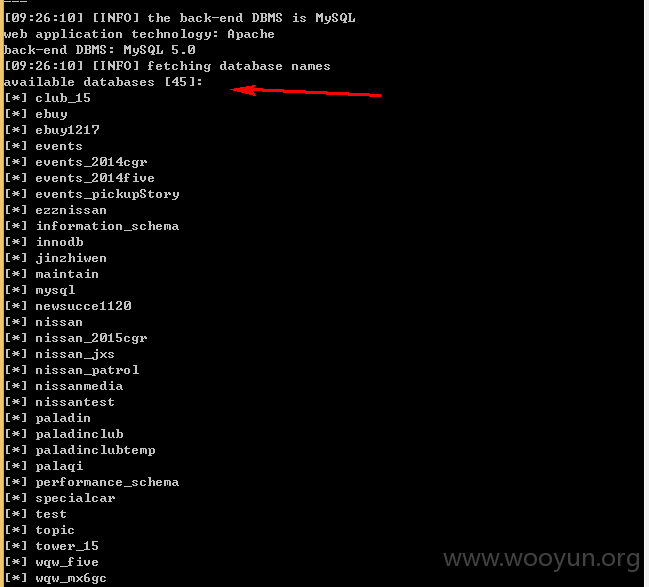 [09:26:10] [INFO] the back-end DBMS is MySQL
web application technology: Apache
back-end DBMS: MySQL 5.0
[09:26:10] [INFO] fetching database names
available databases [45]:
[*] club_15
[*] ebuy
[*] ebuy1217
[*] events
[*] events_2014cgr
[*] events_2014five
[*] events_pickupStory
[*] ezznissan
[*] information_schema
[*] innodb
[*] jinzhiwen
[*] maintain
[*] mysql
[*] newsucce1120
[*] nissan
[*] nissan_2015cgr
[*] nissan_jxs
[*] nissan_patrol
[*] nissanmedia
[*] nissantest
[*] paladin
[*] paladinclub
[*] paladinclubtemp
[*] palaqi
[*] performance_schema
[*] specialcar
[*] test
[*] topic
[*] tower_15
[*] wqw_five
[*] wqw_mx6gc
www.wooyun.org